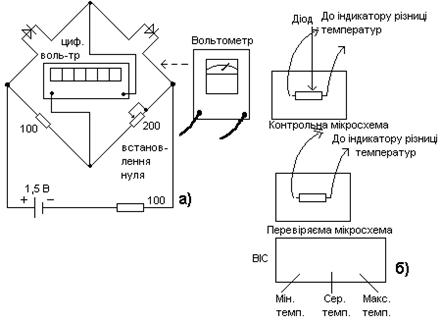 циф.
воль-тр
Вольтометр
100
200
встанов-
лення
нуля
1,5 В
+
−
100
а)
Діод
До індикатору різниці
температур
Контрольна мікросхема
До індикатору різниці
температур
Перевіряєма мікросхема
ВІС
б)
Мін.
темп.
Сер.
темп.
Макс.
темп.